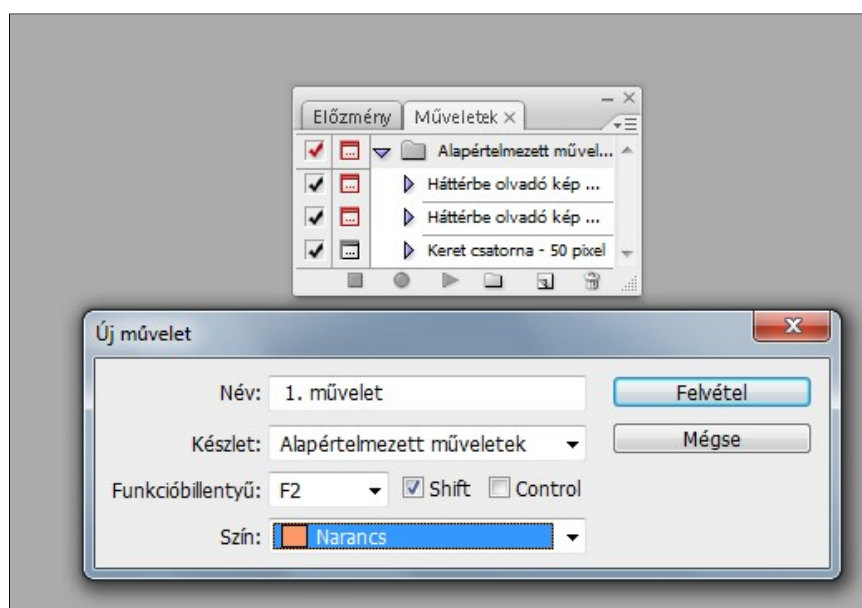 Előzmény Műveletek
Alapértelmezett művel...
Háttérbe olvadó kép ...
Háttérbe olvadó kép ...
Keret csatorna - 50 pixel
Új művelet
Név: 1. művelet Felvétel
Készlet: Alapértelmezett műveletek Mégse
Funkcióbillentyű: F2 Shift Control
Szín: Narancs